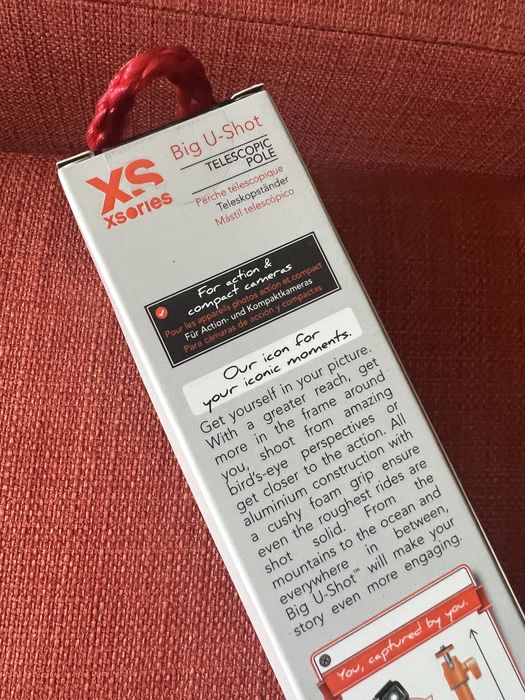 XS
xsories
Big U-Shot
TELESCOPIC
POLE
Perche télescopique
Teleskopständer
Mástil telescópico
For action &
compact cameras
Pour les appareils photos action et compact
Für Action- und Kompaktkameras
Para cámaras de acción y compactas
Our icon for
your iconic moments.
Get yourself in your picture.
With a greater reach, get
more in the frame around
you, shoot from amazing
bird's-eye perspectives or
get closer to the action. All
aluminium construction with
a cushy foam grip ensure
even the roughest rides are
shot solid. From the
mountains to the ocean and
everywhere in between,
Big U-Shot™ will make your
story even more engaging.
You, captured by you.